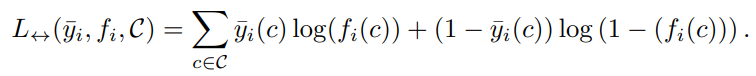 L↔(ȳᵢ, fᵢ, 𝒞) = ∑_{c∈𝒞} ȳᵢ(c) log(fᵢ(c)) + (1 − ȳᵢ(c)) log (1 − (fᵢ(c))) .